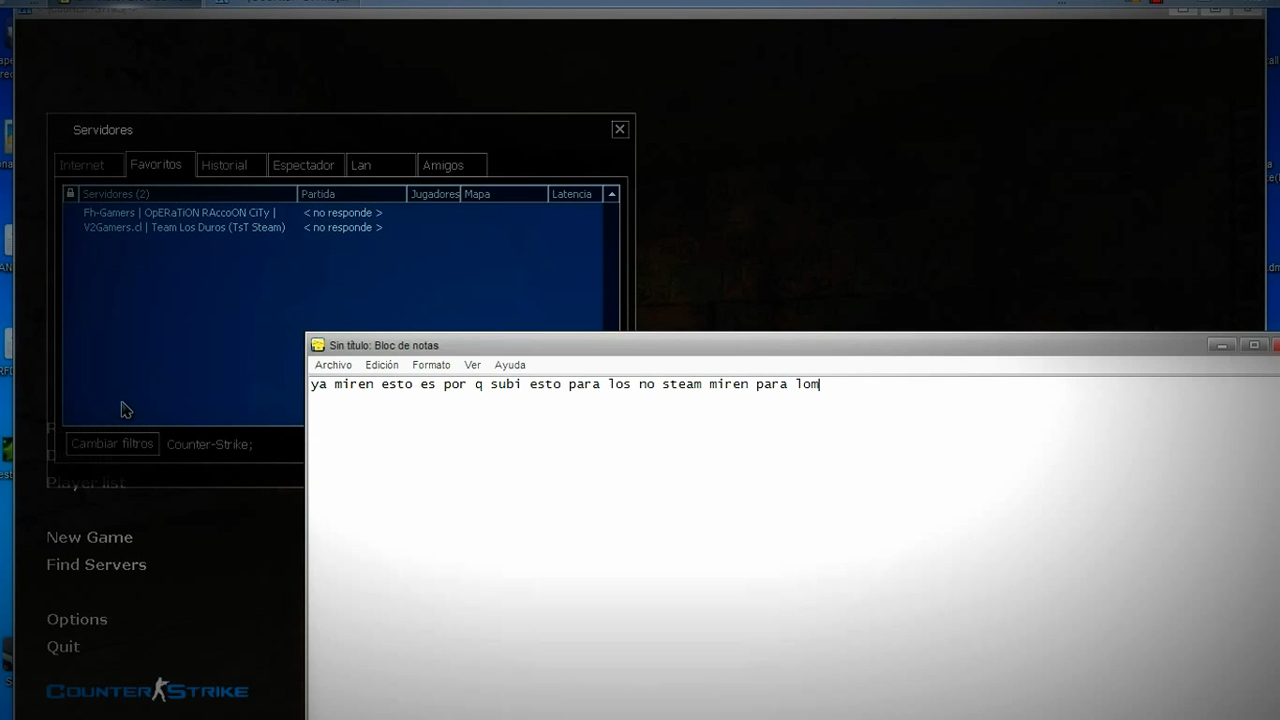 Servidores
Internet Favoritos Historial Espectador Lan Amigos
Servidores (2) Partida Jugadores Mapa Latencia
Fh-Gamers | OpERaTiON RAccoON CiTy | < no responde >
V2Gamers.cl | Team Los Duros (TsT Steam) < no responde >
Sin título: Bloc de notas
Archivo Edición Formato Ver Ayuda
ya miren esto es por q subi esto para los no steam miren para lom
Cambiar filtros Counter-Strike;
Player list
New Game
Find Servers
Options
Quit
COUNTER STRIKE